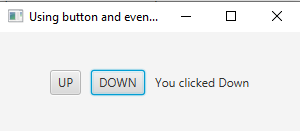 Using button and even...
UP DOWN You clicked Down